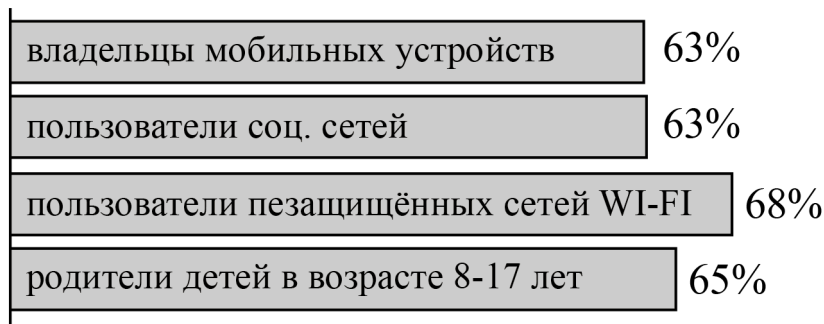 владельцы мобильных устройств 63%
пользователи соц. сетей 63%
пользователи пезащищённых сетей WI-FI 68%
родители детей в возрасте 8-17 лет 65%